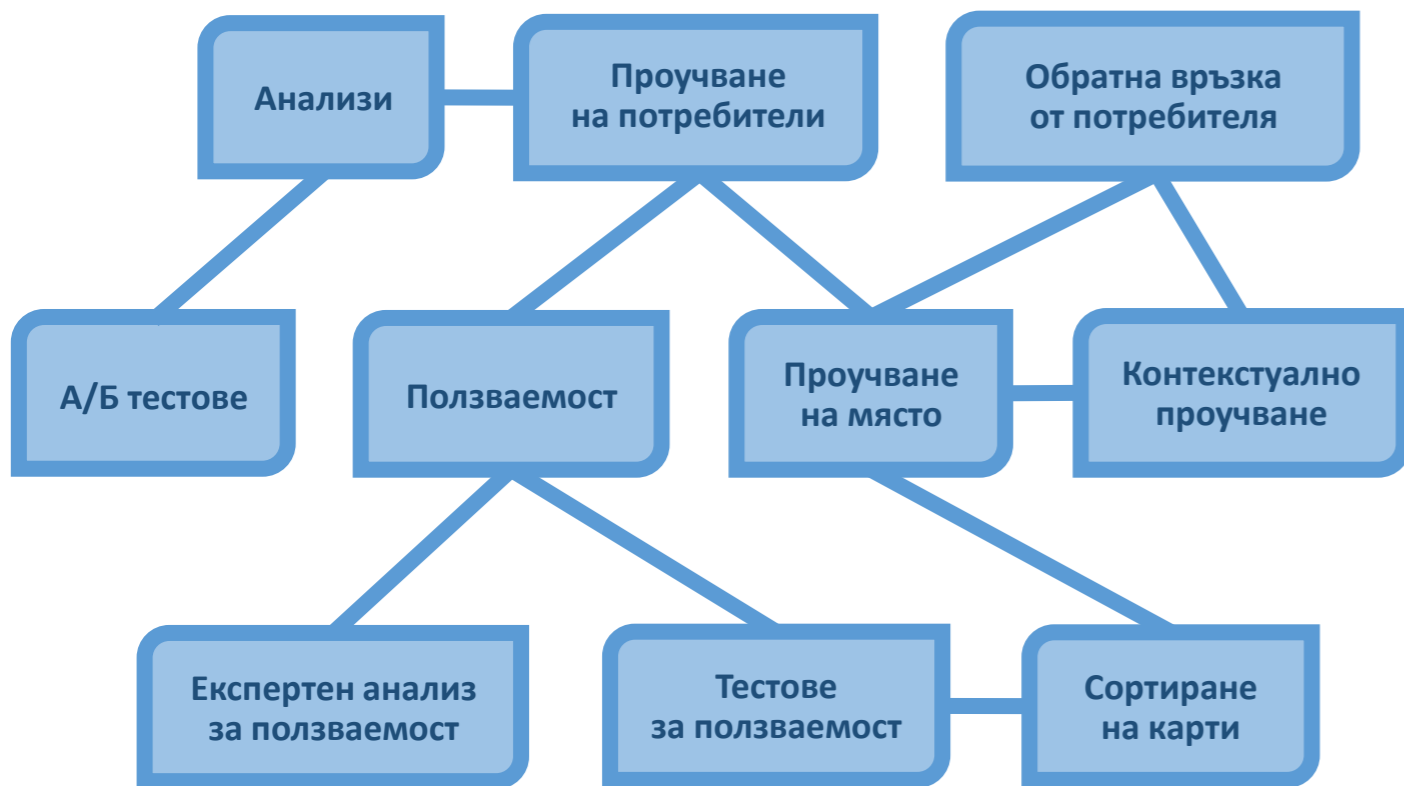 Анализи
Проучване
на потребители
Обратна връзка
от потребителя
А/Б тестове
Ползваемост
Проучване
на място
Контекстуално
проучване
Експертен анализ
за ползваемост
Тестове
за ползваемост
Сортиране
на карти